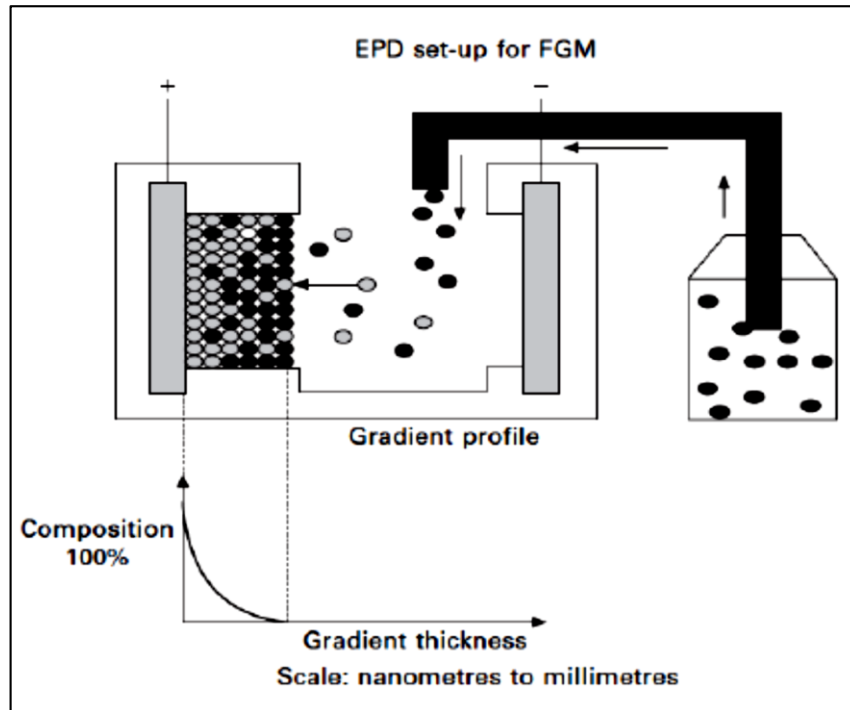 EPD set-up for FGM
+
−
Gradient profile
Composition
100%
Gradient thickness
Scale: nanometres to millimetres